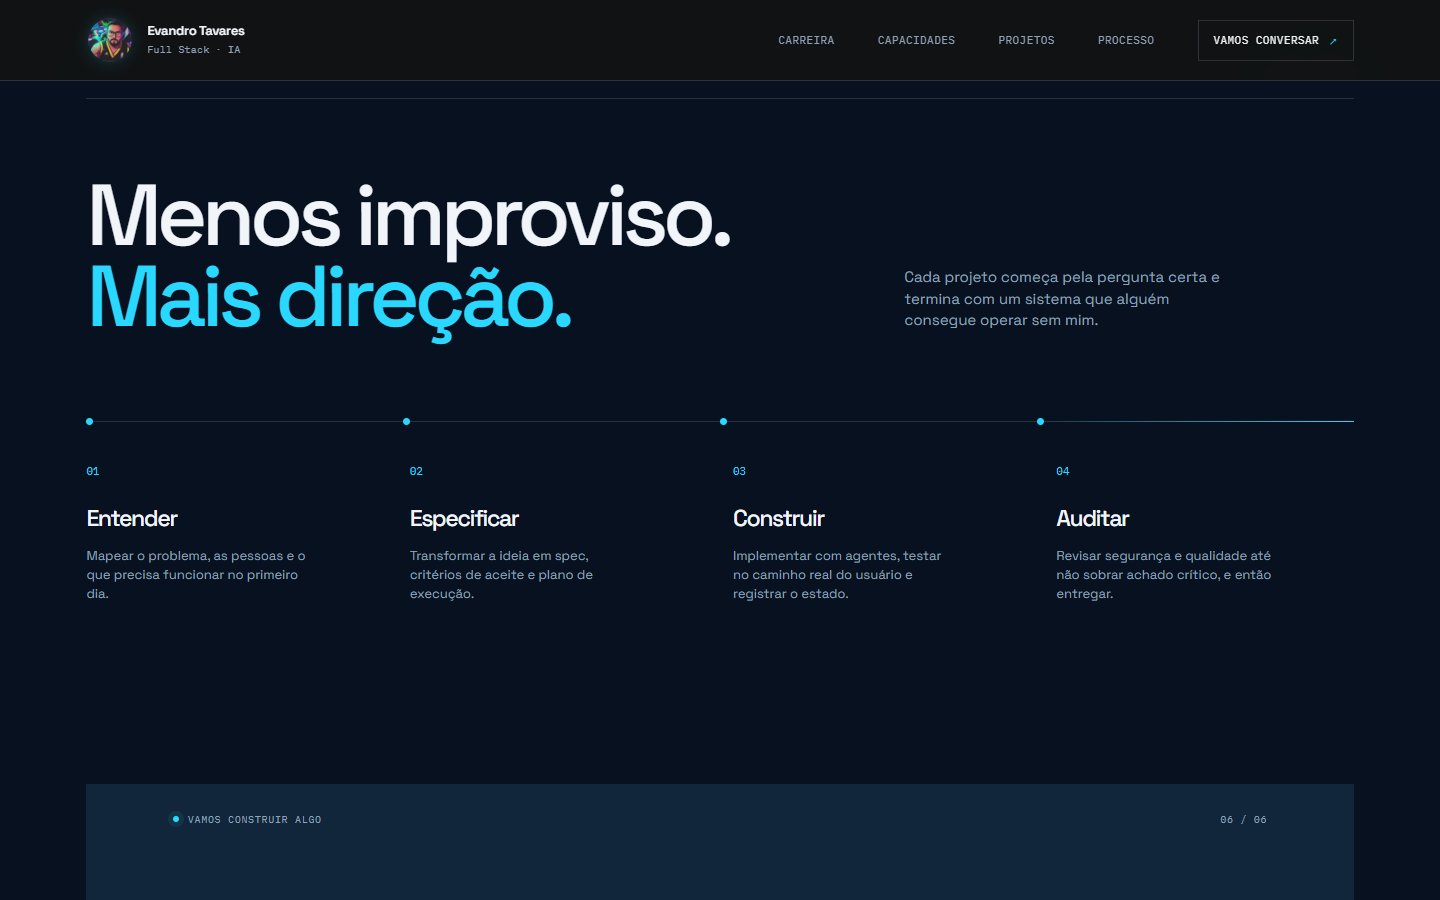 Evandro Tavares
Full Stack · IA
CARREIRA
CAPACIDADES
PROJETOS
PROCESSO
VAMOS CONVERSAR ↗
Menos improviso.
Mais direção.
Cada projeto começa pela pergunta certa e
termina com um sistema que alguém
consegue operar sem mim.
01
Entender
Mapear o problema, as pessoas e o
que precisa funcionar no primeiro
dia.
02
Especificar
Transformar a ideia em spec,
critérios de aceite e plano de
execução.
03
Construir
Implementar com agentes, testar
no caminho real do usuário e
registrar o estado.
04
Auditar
Revisar segurança e qualidade até
não sobrar achado crítico, e então
entregar.
VAMOS CONSTRUIR ALGO
06 / 06